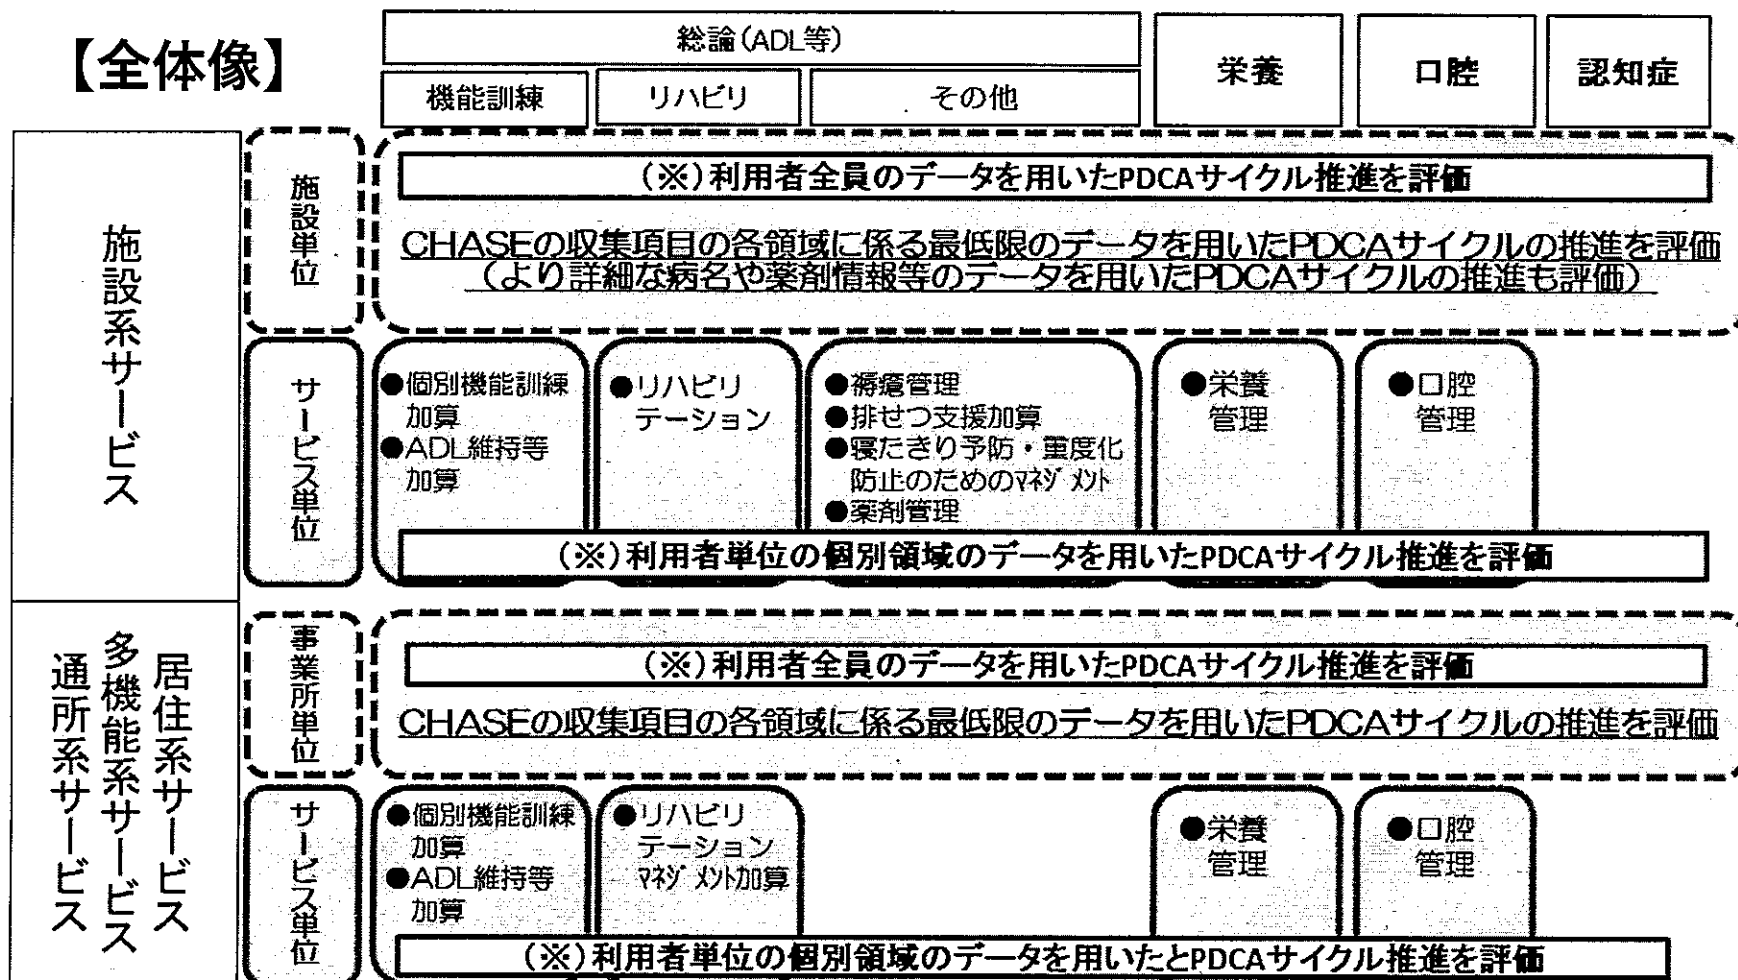 【全体像】
総論(ADL等)
機能訓練
リハビリ
その他
栄養
口腔
認知症
施設系サービス
施設単位
(※)利用者全員のデータを用いたPDCAサイクル推進を評価
CHASEの収集項目の各領域に係る最低限のデータを用いたPDCAサイクルの推進を評価
(より詳細な病名や薬剤情報等のデータを用いたPDCAサイクルの推進も評価)
サービス単位
●個別機能訓練
加算
●ADL維持等
加算
●リハビリ
テーション
●褥瘡管理
●排せつ支援加算
●寝たきり予防・重度化
防止のためのマネジメント
●薬剤管理
●栄養
管理
●口腔
管理
(※)利用者単位の個別領域のデータを用いたPDCAサイクル推進を評価
居住系サービス
多機能系サービス
通所系サービス
事業所単位
(※)利用者全員のデータを用いたPDCAサイクル推進を評価
CHASEの収集項目の各領域に係る最低限のデータを用いたPDCAサイクルの推進を評価
サービス単位
●個別機能訓練
加算
●ADL維持等
加算
●リハビリ
テーション
マネジメント加算
●栄養
管理
●口腔
管理
(※)利用者単位の個別領域のデータを用いたとPDCAサイクル推進を評価